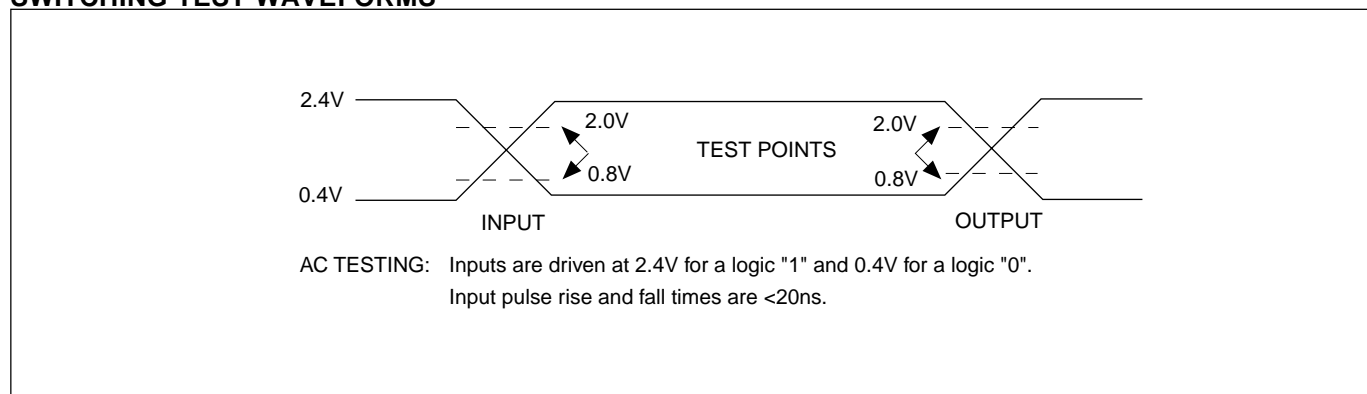 SWITCHING TEST WAVEFORMS
2.4V
2.0V
2.0V
TEST POINTS
0.8V
0.8V
0.4V
INPUT
OUTPUT
AC TESTING: Inputs are driven at 2.4V for a logic "1" and 0.4V for a logic "0".
Input pulse rise and fall times are <20ns.